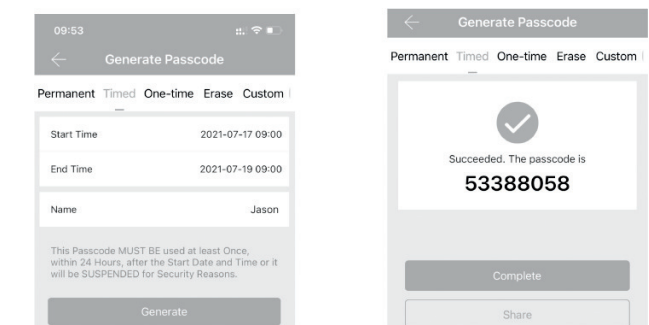 09:53
Generate Passcode
Permanent Timed One-time Erase Custom
Start Time 2021-07-17 09:00
End Time 2021-07-19 09:00
Name Jason
This Passcode MUST BE used at least Once,
within 24 Hours, after the Start Date and Time or it
will be SUSPENDED for Security Reasons.
Generate
Generate Passcode
Permanent Timed One-time Erase Custom
Succeeded. The passcode is
53388058
Complete
Share